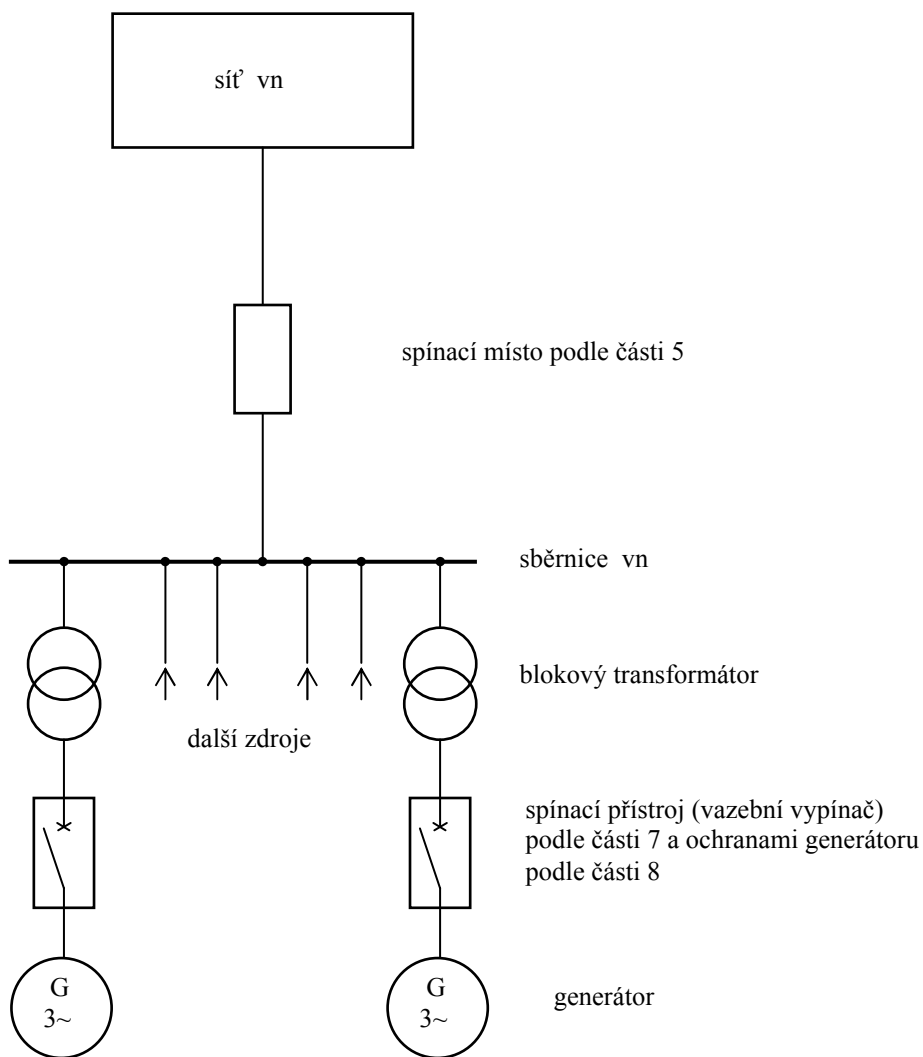 síť vn
spínací místo podle části 5
sběrnice vn
blokový transformátor
další zdroje
spínací přístroj (vazební vypínač)
podle části 7 a ochranami generátoru
podle části 8
G
3~
G
3~
generátor